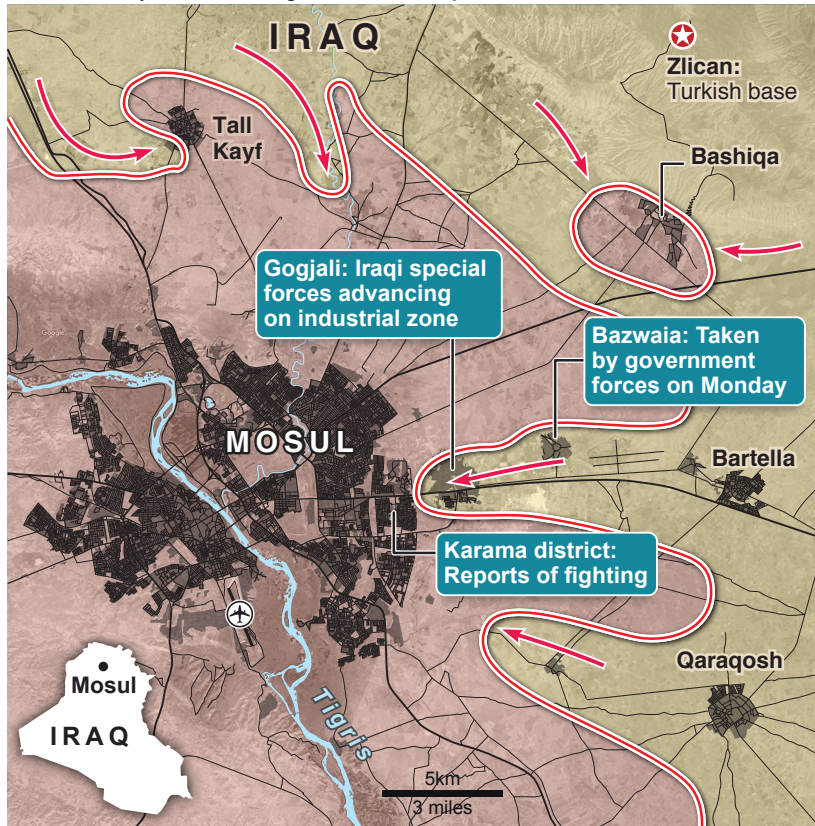 IRAQ
Zlican:
Turkish base
Tall
Kayf
Bashiqa
Gogjali: Iraqi special
forces advancing
on industrial zone
Bazwaia: Taken
by government
forces on Monday
Google
MOSUL
Bartella
Karama district:
Reports of fighting
Qaraqosh
Mosul
IRAQ
Tigris
5km
3 miles